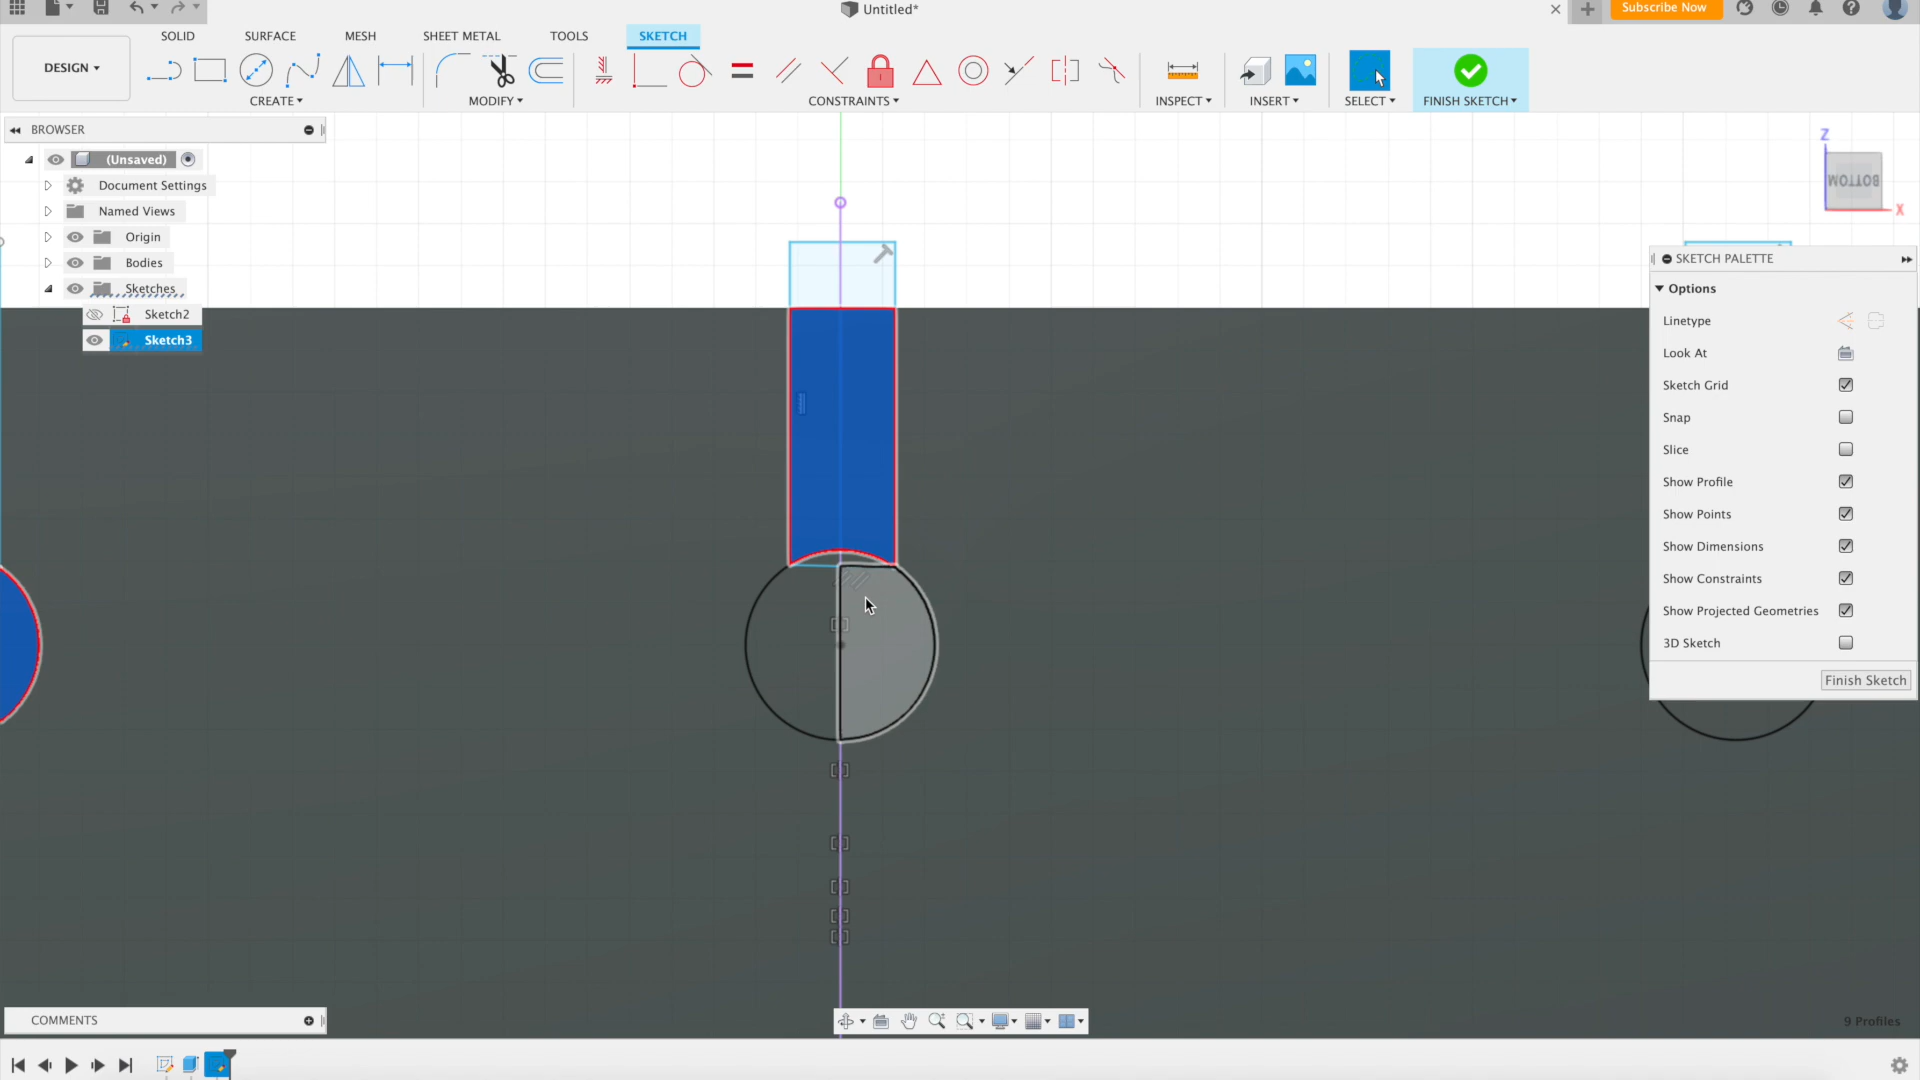 Untitled*
Subscribe Now
DESIGN
SOLID
SURFACE
MESH
SHEET METAL
TOOLS
SKETCH
CREATE
MODIFY
CONSTRAINTS
INSPECT
INSERT
SELECT
FINISH SKETCH
BROWSER
(Unsaved)
Document Settings
Named Views
Origin
Bodies
Sketches
Sketch2
Sketch3
Z
BOTTOM
X
SKETCH PALETTE
Options
Linetype
Look At
Sketch Grid
Snap
Slice
Show Profile
Show Points
Show Dimensions
Show Constraints
Show Projected Geometries
3D Sketch
Finish Sketch
COMMENTS
9 Profiles